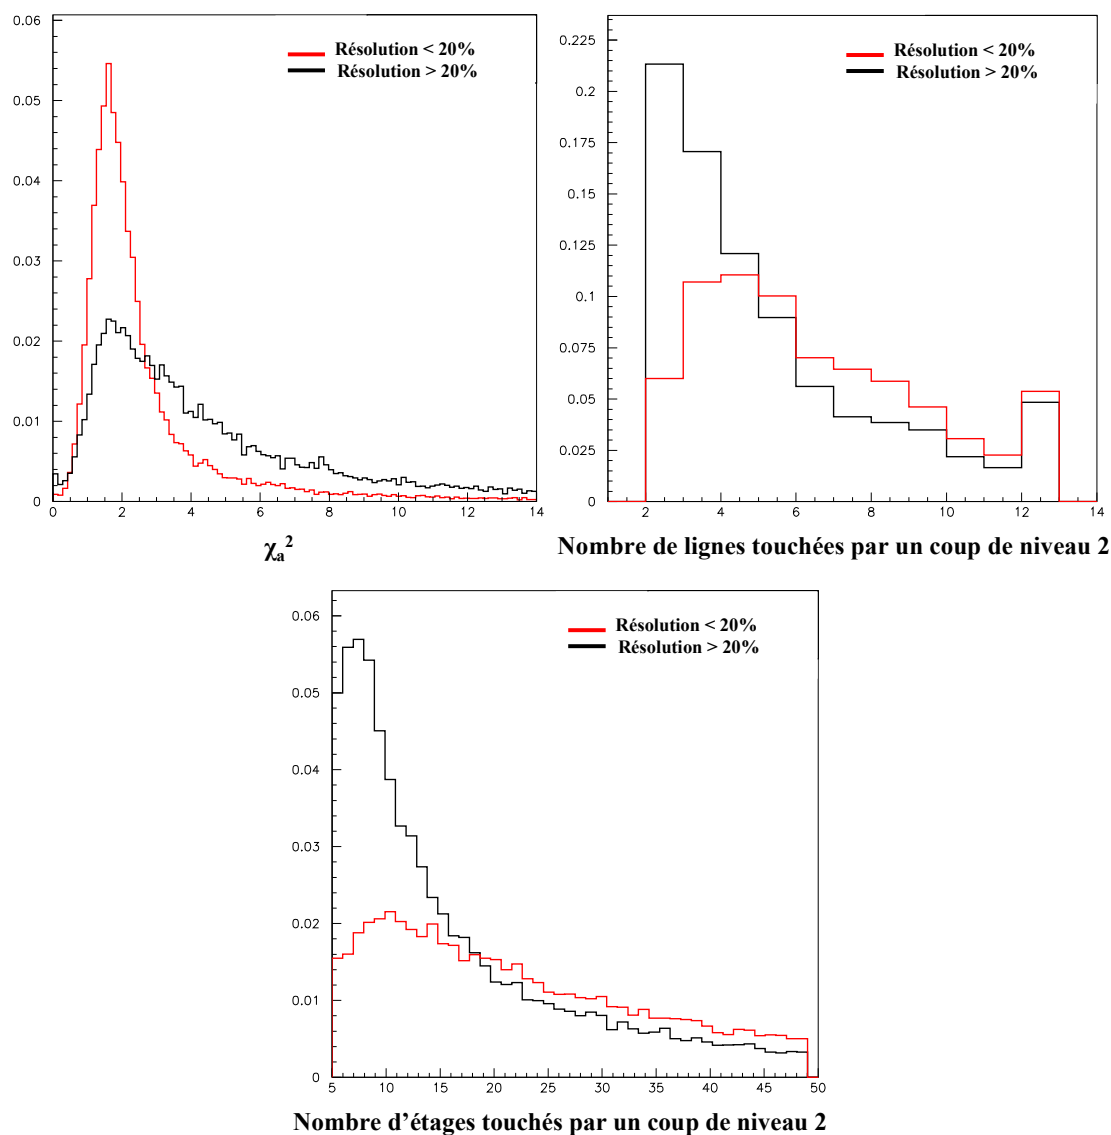 0.06
0.05
0.04
0.03
0.02
0.01
0
Résolution < 20%
Résolution > 20%
0 2 4 6 8 10 12 14
χa²
0.225
0.2
0.175
0.15
0.125
0.1
0.075
0.05
0.025
0
Résolution < 20%
Résolution > 20%
2 4 6 8 10 12 14
Nombre de lignes touchées par un coup de niveau 2
0.06
0.05
0.04
0.03
0.02
0.01
0
Résolution < 20%
Résolution > 20%
5 10 15 20 25 30 35 40 45 50
Nombre d'étages touchés par un coup de niveau 2